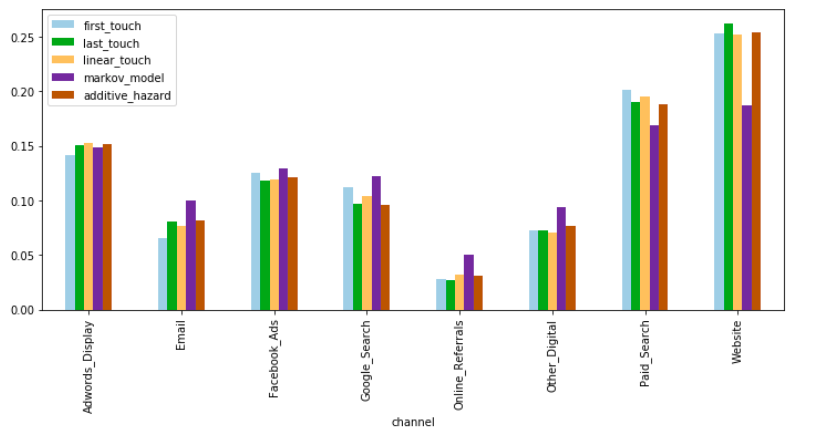 first_touch
last_touch
linear_touch
markov_model
additive_hazard
0.25
0.20
0.15
0.10
0.05
0.00
Adwords_Display
Email
Facebook_Ads
Google_Search
Online_Referrals
Other_Digital
Paid_Search
Website
channel